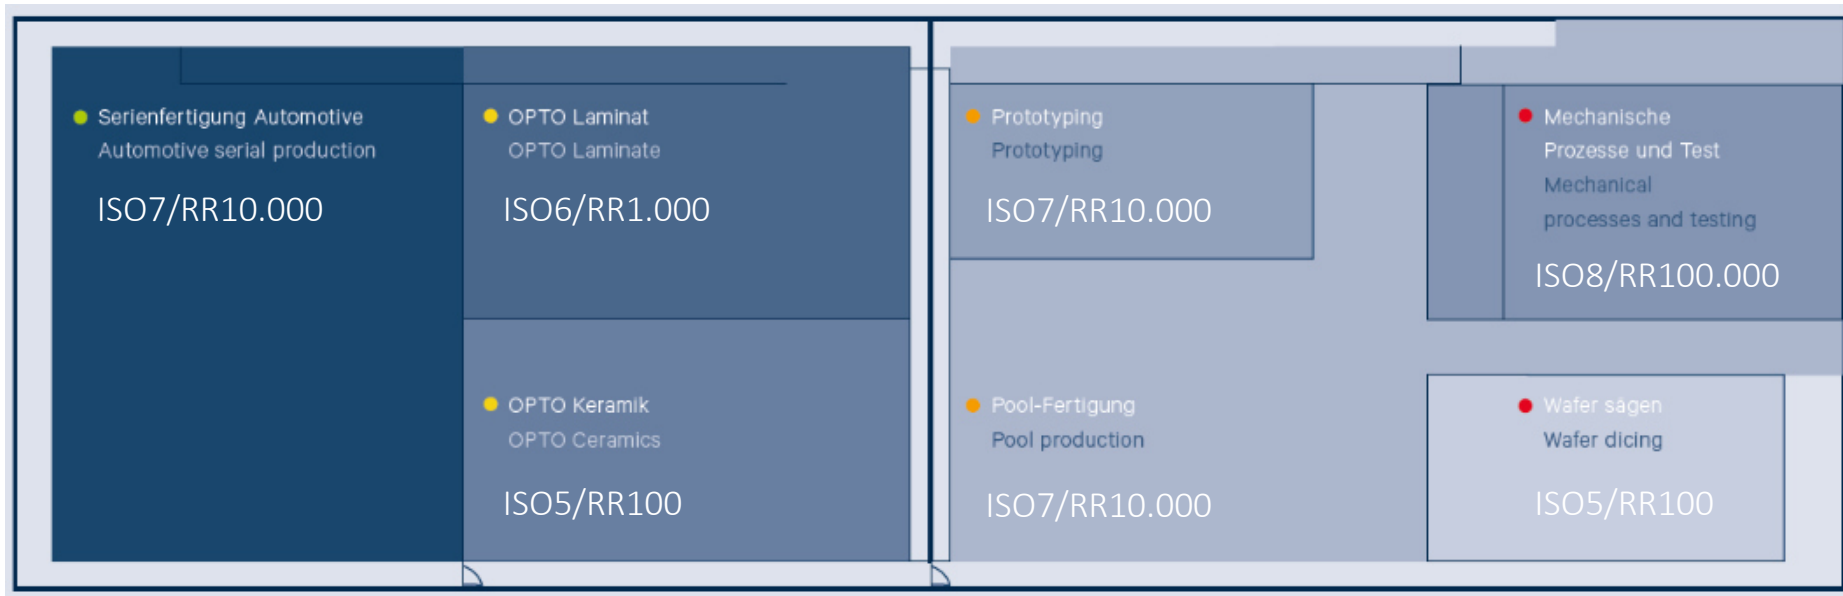 Serienfertigung Automotive
Automotive serial production
ISO7/RR10.000
OPTO Laminat
OPTO Laminate
ISO6/RR1.000
Prototyping
Prototyping
ISO7/RR10.000
Mechanische
Prozesse und Test
Mechanical
processes and testing
ISO8/RR100.000
OPTO Keramik
OPTO Ceramics
ISO5/RR100
Pool-Fertigung
Pool production
ISO7/RR10.000
Wafer sägen
Wafer dicing
ISO5/RR100